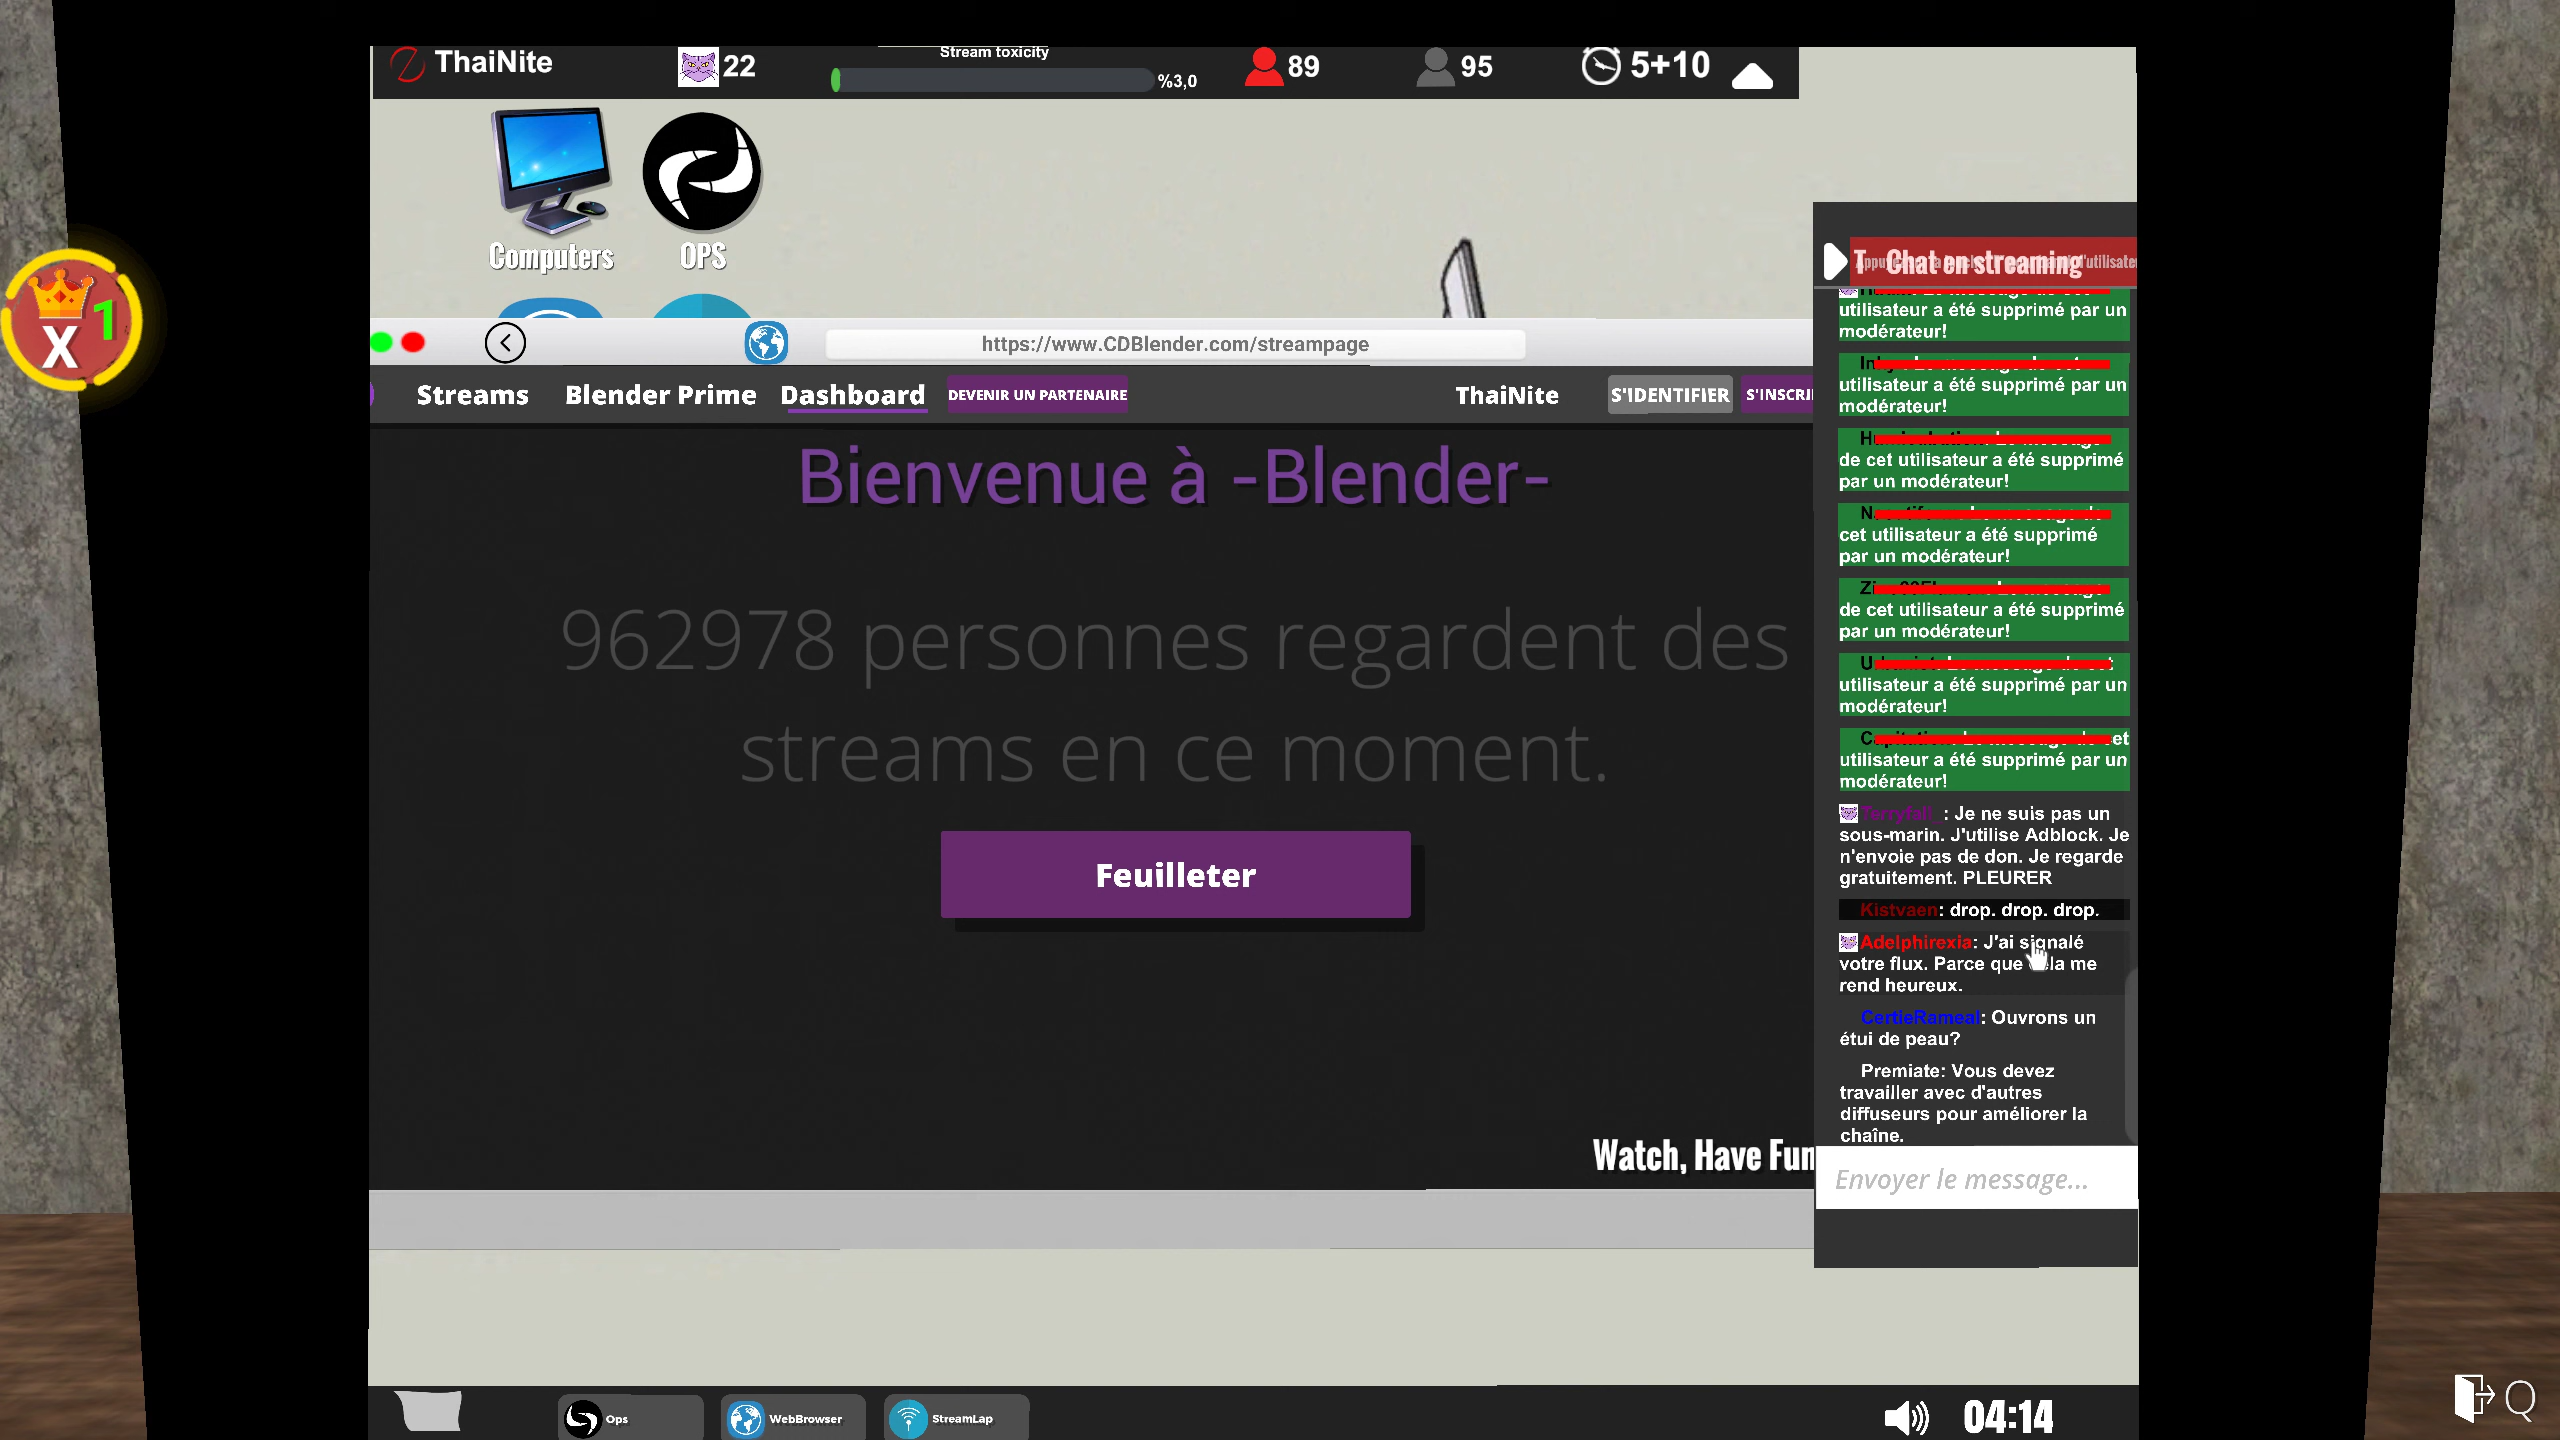 ThaiNite
22
Stream toxicity
%3,0
89
95
5+10
Computers
OPS
X 1
https://www.CDBlender.com/streampage
Streams
Blender Prime
Dashboard
DEVENIR UN PARTENAIRE
ThaiNite
S'IDENTIFIER
S'INSCRI
Bienvenue à -Blender-
962978 personnes regardent des
streams en ce moment.
Feuilleter
Watch, Have Fun
T Chat en streaming
utilisateur a été supprimé par un
modérateur!
utilisateur a été supprimé par un
modérateur!
de cet utilisateur a été supprimé
par un modérateur!
cet utilisateur a été supprimé
par un modérateur!
de cet utilisateur a été supprimé
par un modérateur!
utilisateur a été supprimé par un
modérateur!
utilisateur a été supprimé par un
modérateur!
: Je ne suis pas un
sous-marin. J'utilise Adblock. Je
n'envoie pas de don. Je regarde
gratuitement. PLEURER
Kistvaen: drop. drop. drop.
Adelphirexia: J'ai signalé
votre flux. Parce que cela me
rend heureux.
CertieRameal: Ouvrons un
étui de peau?
Premiate: Vous devez
travailler avec d'autres
diffuseurs pour améliorer la
chaîne.
Envoyer le message...
Ops
WebBrowser
StreamLap
04:14
Q